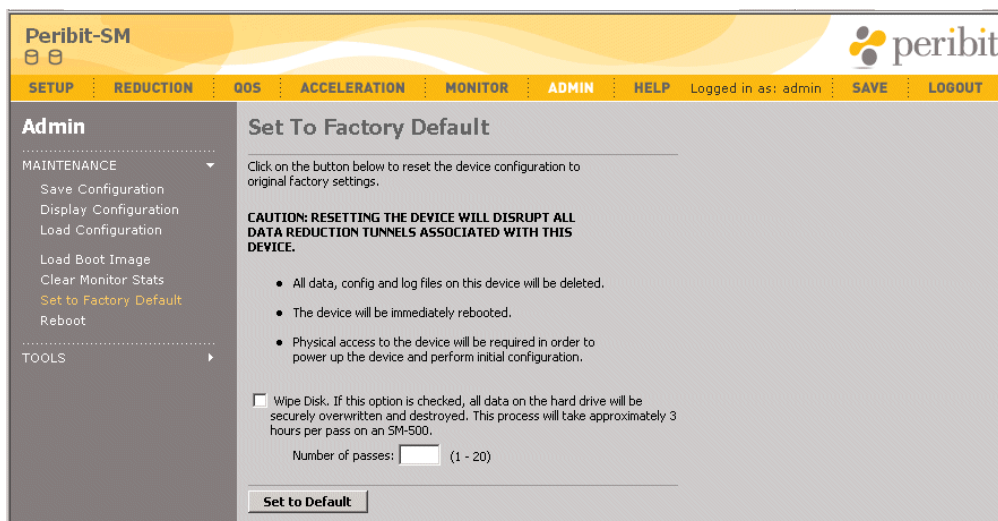 Peribit-SM
peribit
SETUP REDUCTION QOS ACCELERATION MONITOR ADMIN HELP Logged in as: admin SAVE LOGOUT
Admin
MAINTENANCE
Save Configuration
Display Configuration
Load Configuration
Load Boot Image
Clear Monitor Stats
Set to Factory Default
Reboot
TOOLS
Set To Factory Default
Click on the button below to reset the device configuration to
original factory settings.
CAUTION: RESETTING THE DEVICE WILL DISRUPT ALL
DATA REDUCTION TUNNELS ASSOCIATED WITH THIS
DEVICE.
• All data, config and log files on this device will be deleted.
• The device will be immediately rebooted.
• Physical access to the device will be required in order to
power up the device and perform initial configuration.
Wipe Disk. If this option is checked, all data on the hard drive will be
securely overwritten and destroyed. This process will take approximately 3
hours per pass on an SM-500.
Number of passes: (1 - 20)
Set to Default